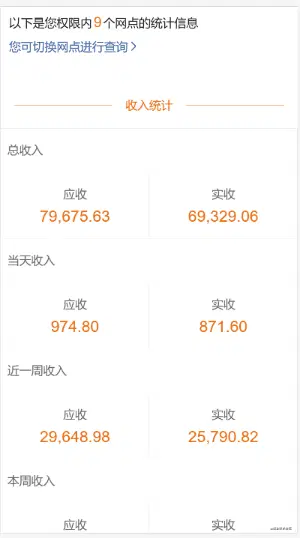 以下是您权限内9个网点的统计信息
您可切换网点进行查询>
收入统计
总收入
应收 实收
79,675.63 69,329.06
当天收入
应收 实收
974.80 871.60
近一周收入
应收 实收
29,648.98 25,790.82
本周收入
应收 实收